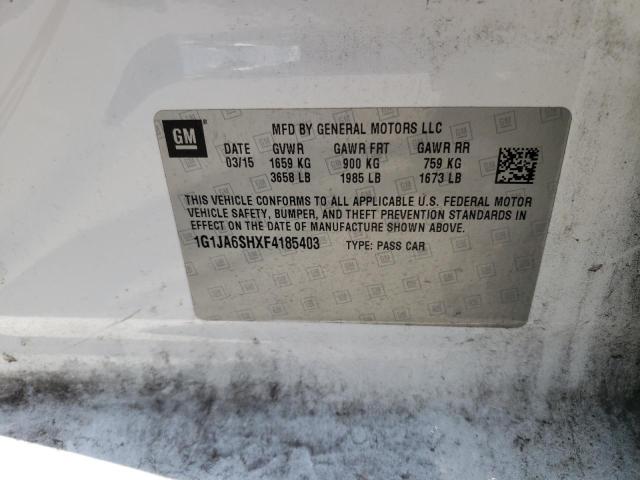 GM
MFD BY GENERAL MOTORS LLC
DATE GVWR GAWR FRT GAWR RR
03/15 1659 KG 900 KG 759 KG
3658 LB 1985 LB 1673 LB
THIS VEHICLE CONFORMS TO ALL APPLICABLE U.S. FEDERAL MOTOR
VEHICLE SAFETY, BUMPER, AND THEFT PREVENTION STANDARDS IN
EFFECT ON THE DATE OF MANUFACTURE SHOWN ABOVE.
1G1JA6SHXF4185403 TYPE: PASS CAR